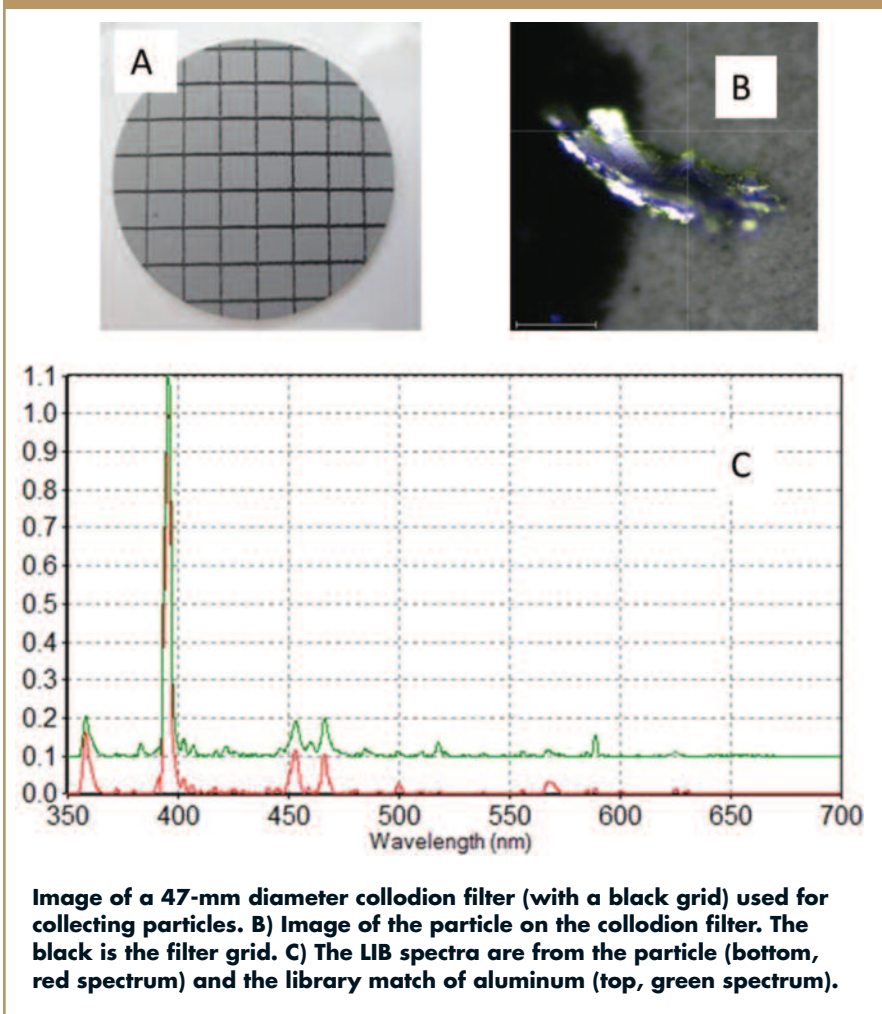 A
B
1.1
1.0
0.9
0.8
0.7
0.6
0.5
0.4
0.3
0.2
0.1
0.0
C
350 400 450 500 550 600 650 700
Wavelength (nm)
Image of a 47-mm diameter collodion filter (with a black grid) used for
collecting particles. B) Image of the particle on the collodion filter. The
black is the filter grid. C) The LIB spectra are from the particle (bottom,
red spectrum) and the library match of aluminum (top, green spectrum).